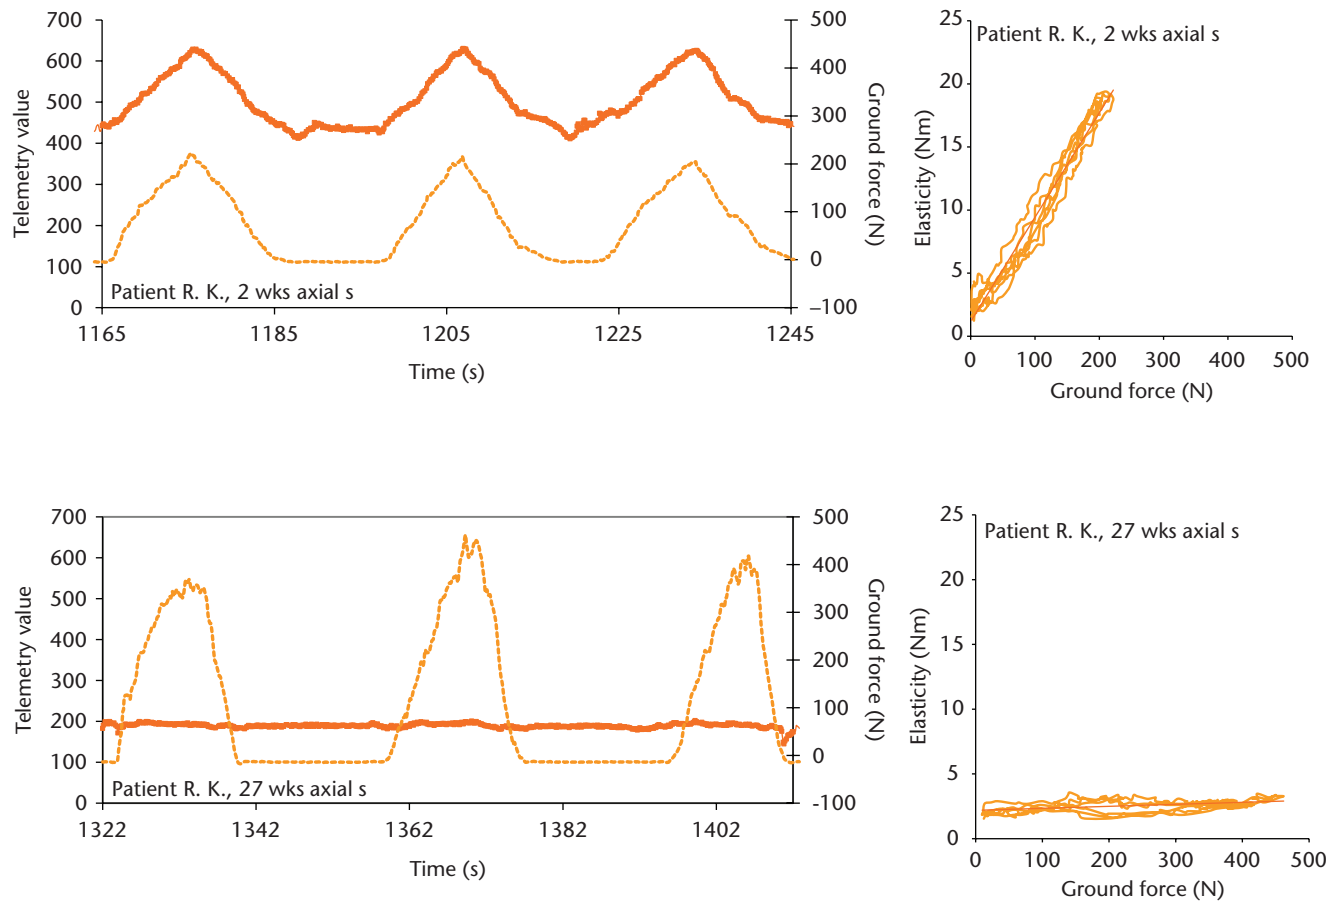 700
600
500
400
300
200
100
0
Telemetry value
500
400
300
200
100
0
–100
Ground force (N)
Patient R. K., 2 wks axial s
1165 1185 1205 1225 1245
Time (s)
25
20
15
10
5
0
Elasticity (Nm)
Patient R. K., 2 wks axial s
0 100 200 300 400 500
Ground force (N)
700
600
500
400
300
200
100
0
Telemetry value
500
400
300
200
100
0
-100
Ground force (N)
Patient R. K., 27 wks axial s
1322 1342 1362 1382 1402
Time (s)
25
20
15
10
5
0
Elasticity (Nm)
Patient R. K., 27 wks axial s
0 100 200 300 400 500
Ground force (N)